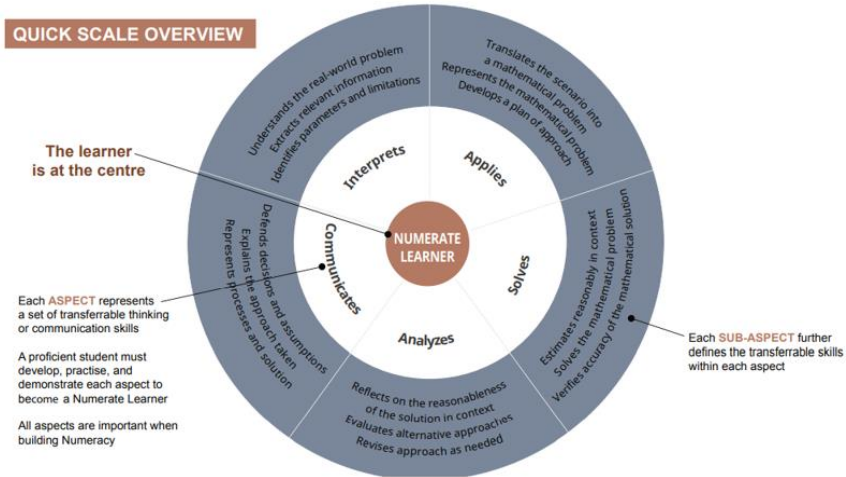 QUICK SCALE OVERVIEW
The learner
is at the centre
Understands the real-world problem
Extracts relevant information
Identifies parameters and limitations
Interprets
Translates the scenario into
a mathematical problem
Represents the mathematical problem
Develops a plan of approach
Applies
Estimates reasonably in context
Solves the mathematical problem
Verifies accuracy of the mathematical solution
Solves
Reflects on the reasonableness
of the solution in context
Evaluates alternative approaches
Revises approach as needed
Analyzes
Defends decisions and assumptions
Explains the approach taken
Represents processes and solution
Communicates
NUMERATE
LEARNER
Each ASPECT represents
a set of transferrable thinking
or communication skills
A proficient student must
develop, practise, and
demonstrate each aspect to
become a Numerate Learner
All aspects are important when
building Numeracy
Each SUB-ASPECT further
defines the transferrable skills
within each aspect